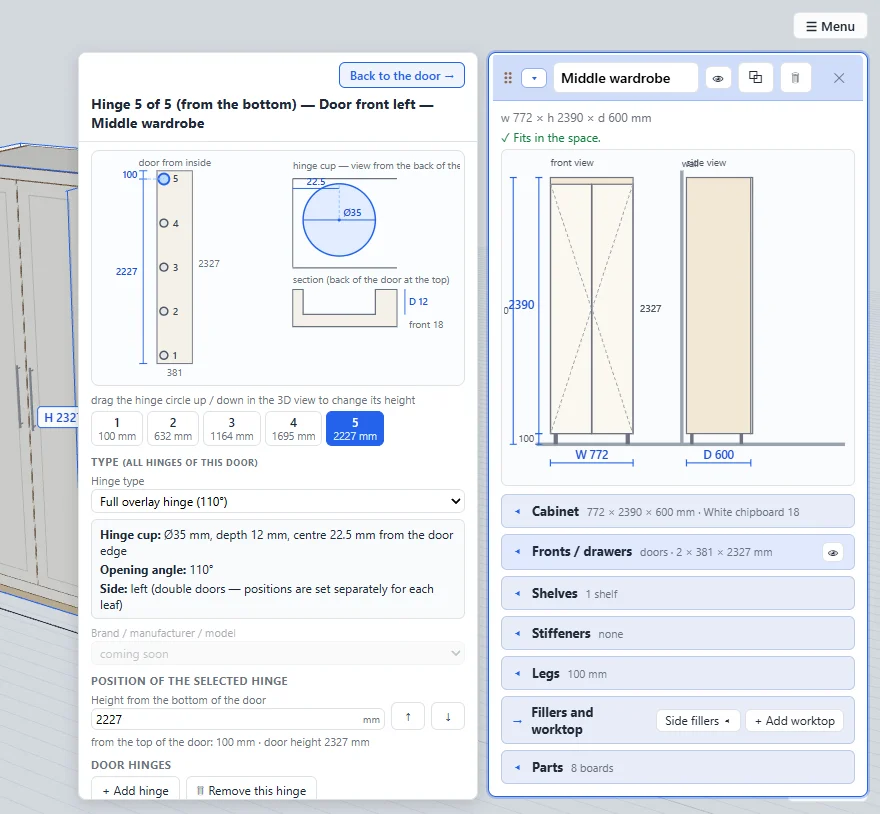 ☰ Menu
Back to the door →
Hinge 5 of 5 (from the bottom) — Door front left —
Middle wardrobe
door from inside
100
5
4
3
2
1
2227
2327
381
hinge cup — view from the back of the
22.5
Ø35
section (back of the door at the top)
D 12
front 18
drag the hinge circle up / down in the 3D view to change its height
1
100 mm
2
632 mm
3
1164 mm
4
1695 mm
5
2227 mm
TYPE (ALL HINGES OF THIS DOOR)
Hinge type
Full overlay hinge (110°)
Hinge cup: Ø35 mm, depth 12 mm, centre 22.5 mm from the door
edge
Opening angle: 110°
Side: left (double doors — positions are set separately for each
leaf)
Brand / manufacturer / model
coming soon
POSITION OF THE SELECTED HINGE
Height from the bottom of the door
2227 mm
↑ ↓
from the top of the door: 100 mm · door height 2327 mm
DOOR HINGES
+ Add hinge
Remove this hinge
H 232
Middle wardrobe
w 772 × h 2390 × d 600 mm
✓ Fits in the space.
front view
side view
2390
0
2327
100
W 772
D 600
Cabinet 772 × 2390 × 600 mm · White chipboard 18
Fronts / drawers doors · 2 × 381 × 2327 mm
Shelves 1 shelf
Stiffeners none
Legs 100 mm
→ Fillers and
worktop
Side fillers
+ Add worktop
Parts 8 boards